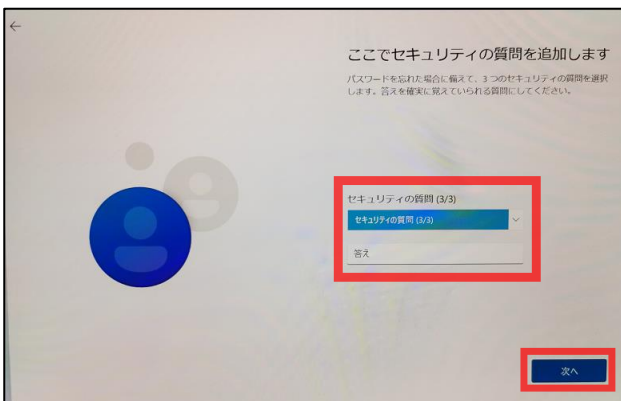 ここでセキュリティの質問を追加します
パスワードを忘れた場合に備えて、3 つのセキュリティの質問を選択
します。答えを確実に覚えていられる質問にしてください。
セキュリティの質問 (3/3)
セキュリティの質問 (3/3)
答え
次へ